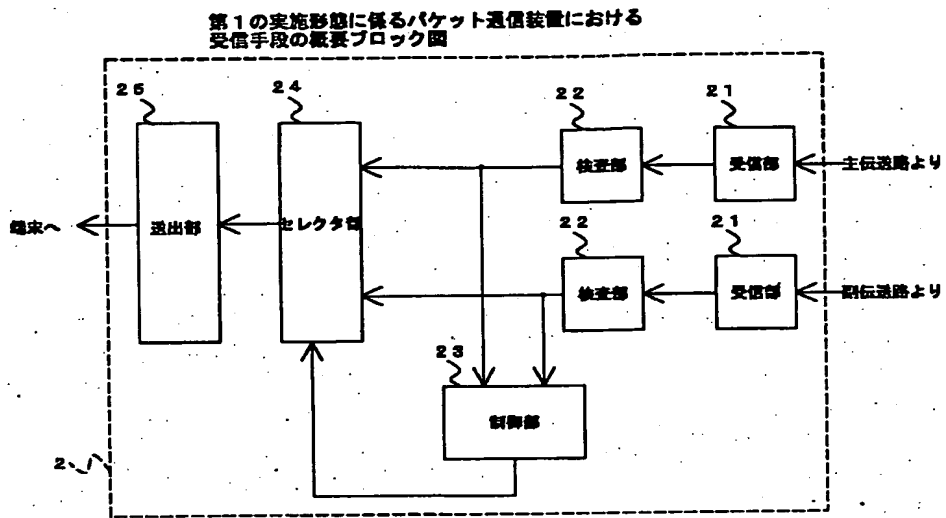 第1の実施形態に係るパケット通信装置における
受信手段の概要ブロック図
25
24
22
21
検査部
受信部
主伝送路より
端末へ
送出部
セレクタ部
22
21
検査部
受信部
副伝送路より
23
制御部
2